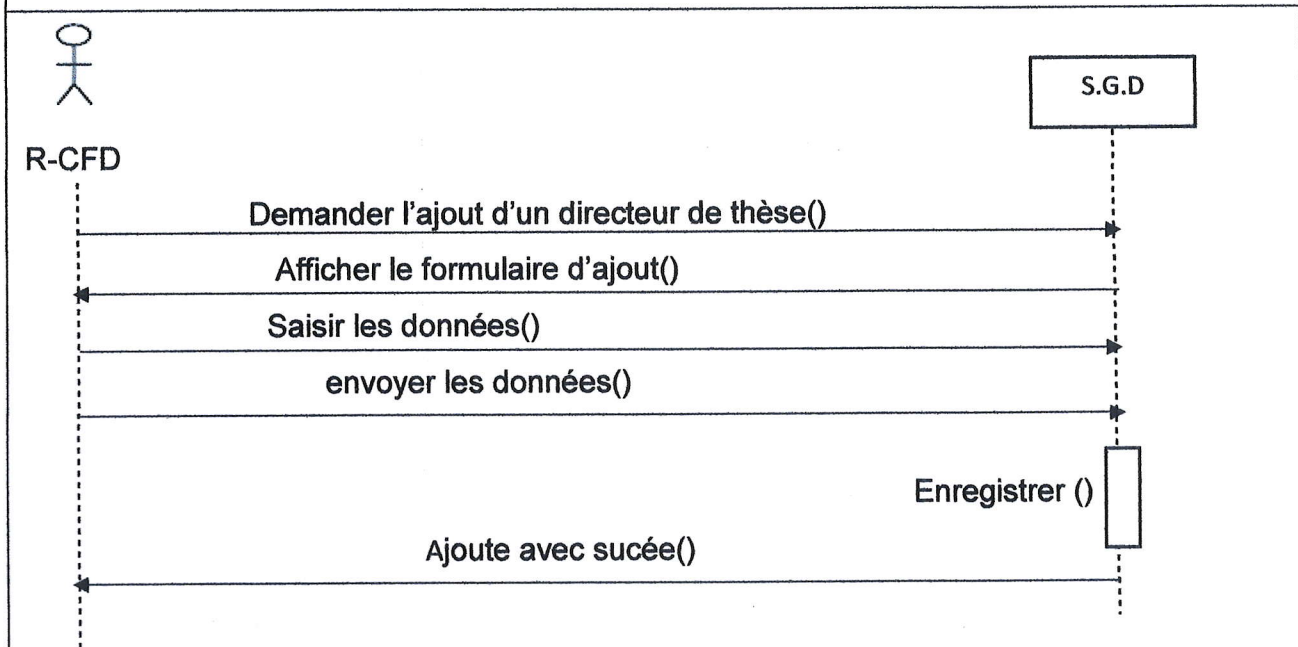 S.G.D
R-CFD
Demander l'ajout d'un directeur de thèse()
Afficher le formulaire d'ajout()
Saisir les données()
envoyer les données()
Enregistrer ()
Ajoute avec sucée()